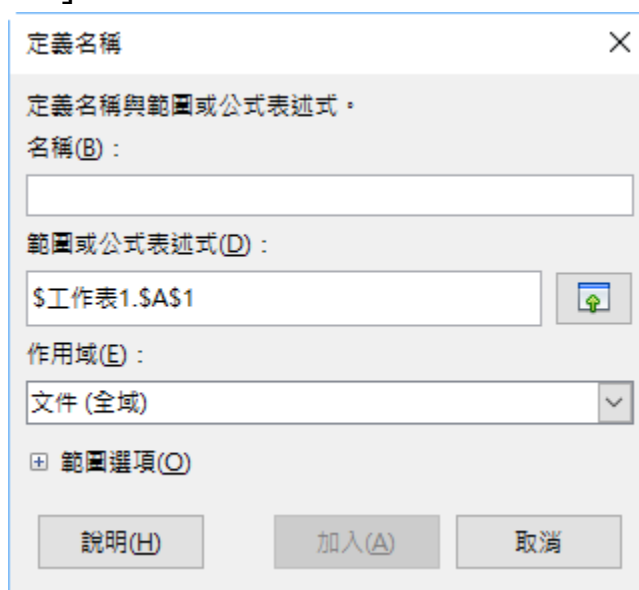 定義名稱
定義名稱與範圍或公式表述式。
名稱(B)：
範圍或公式表述式(D)：
$工作表1.$A$1
作用域(E)：
文件 (全域)
範圍選項(O)
說明(H) 加入(A) 取消